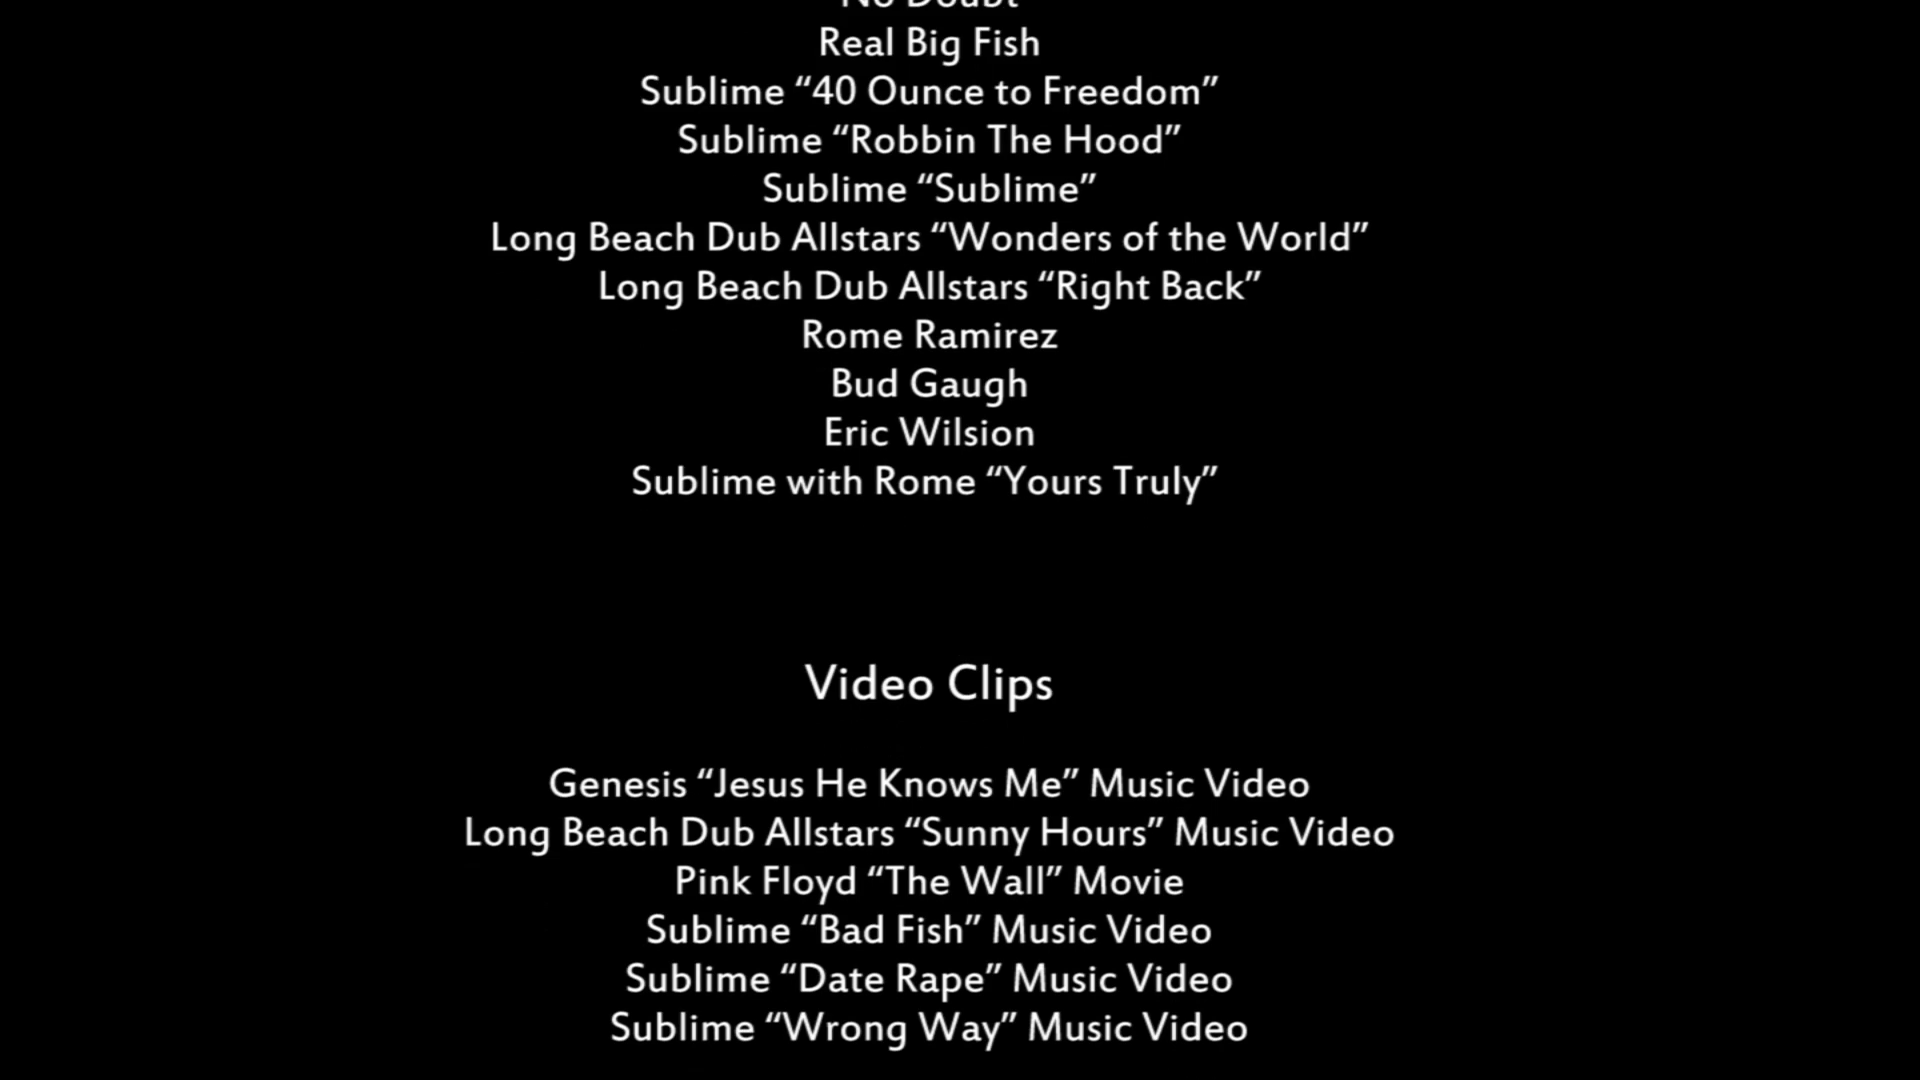 No Doubt
Real Big Fish
Sublime “40 Ounce to Freedom”
Sublime “Robbin The Hood”
Sublime “Sublime”
Long Beach Dub Allstars “Wonders of the World”
Long Beach Dub Allstars “Right Back”
Rome Ramirez
Bud Gaugh
Eric Wilsion
Sublime with Rome “Yours Truly”
Video Clips
Genesis “Jesus He Knows Me” Music Video
Long Beach Dub Allstars “Sunny Hours” Music Video
Pink Floyd “The Wall” Movie
Sublime “Bad Fish” Music Video
Sublime “Date Rape” Music Video
Sublime “Wrong Way” Music Video